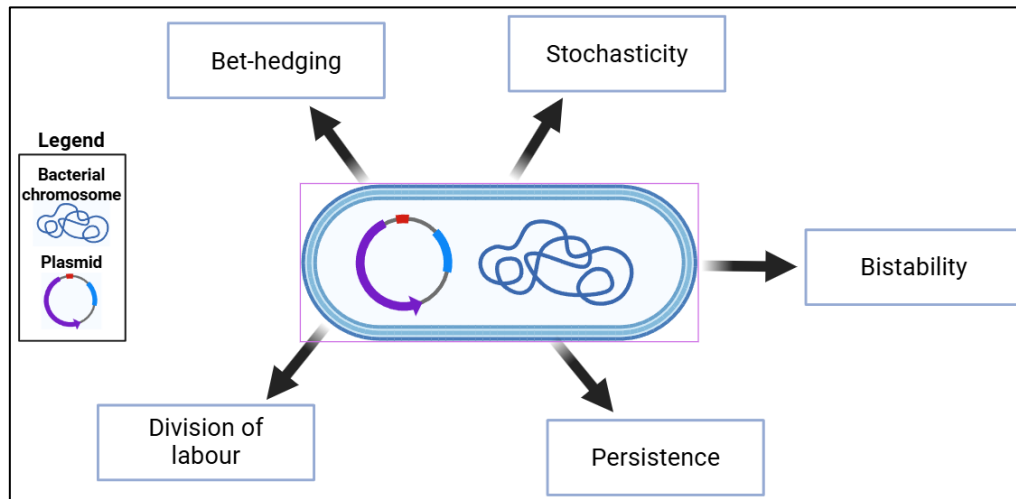 Bet-hedging
Stochasticity
Legend
Bacterial
chromosome
Plasmid
Bistability
Division of
labour
Persistence